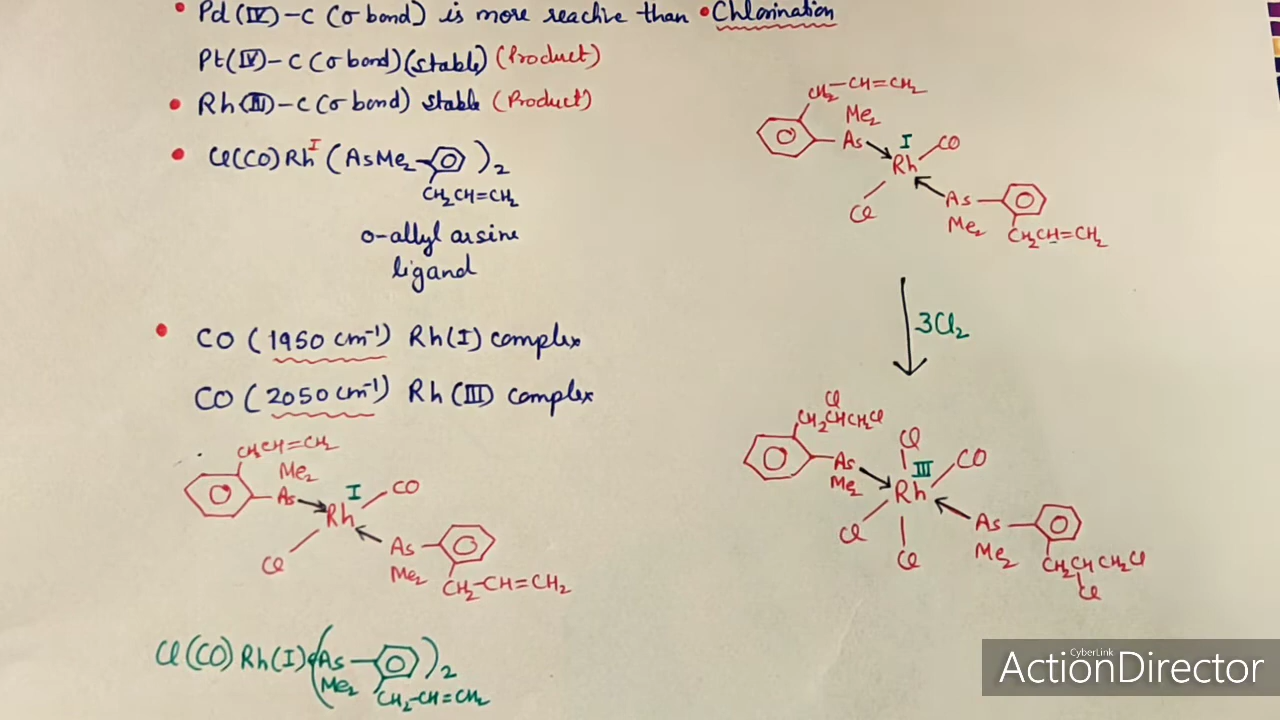 • Pd(IV)-C (σ bond) is more reactive than
Pt(IV)-C (σ bond)(stable) (Product)
• Rh(III)-C (σ bond) stable (Product)
• Cl(CO)Rh^I (AsMe₂-⌬)₂
CH₂CH=CH₂
o-allyl arsine
ligand
• CO (1950 cm⁻¹) Rh(I) complex
CO (2050 cm⁻¹) Rh(III) complex
CH₂CH=CH₂
Me₂
As
I
CO
Rh
Cl
As
Me₂
CH₂-CH=CH₂
Cl(CO)Rh(I)(As-⌬)₂
Me₂
CH₂-CH=CH₂
• Chlorination
CH₂-CH=CH₂
Me₂
As
I
CO
Rh
Cl
As
Me₂
CH₂CH=CH₂
3Cl₂
Cl
CH₂CHCH₂Cl
Cl
As
III
CO
Me₂
Rh
Cl
As
Me₂
Cl
CH₂CHCH₂Cl
Cl
CyberLink
ActionDirector